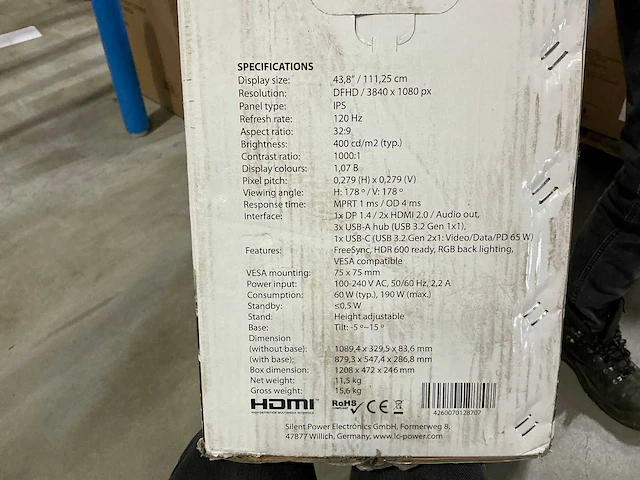 SPECIFICATIONS
Display size: 43,8" / 111,25 cm
Resolution: DFHD / 3840 x 1080 px
Panel type: IPS
Refresh rate: 120 Hz
Aspect ratio: 32:9
Brightness: 400 cd/m2 (typ.)
Contrast ratio: 1000:1
Display colours: 1,07 B
Pixel pitch: 0,279 (H) x 0,279 (V)
Viewing angle: H: 178 º / V: 178 º
Response time: MPRT 1 ms / OD 4 ms
Interface: 1x DP 1.4 / 2x HDMI 2.0 / Audio out,
3x USB-A hub (USB 3.2 Gen 1x1),
1x USB-C (USB 3.2 Gen 2x1: Video/Data/PD 65 W)
Features: FreeSync, HDR 600 ready, RGB back lighting,
VESA compatible
VESA mounting: 75 x 75 mm
Power input: 100-240 V AC, 50/60 Hz, 2,2 A
Consumption: 60 W (typ.), 190 W (max.)
Standby: ≤0,5 W
Stand: Height adjustable
Base: Tilt: -5 º~15 º
Dimension
(without base): 1089,4 x 329,5 x 83,6 mm
(with base): 879,3 x 547,4 x 286,8 mm
Box dimension: 1208 x 472 x 246 mm
Net weight: 11,5 kg
Gross weight: 15,6 kg
HDMI RoHS CE
HIGH-DEFINITION MULTIMEDIA INTERFACE COMPLIANT
4260070128707
Silent Power Electronics GmbH, Formerweg 8,
47877 Willich, Germany, www.lc-power.com